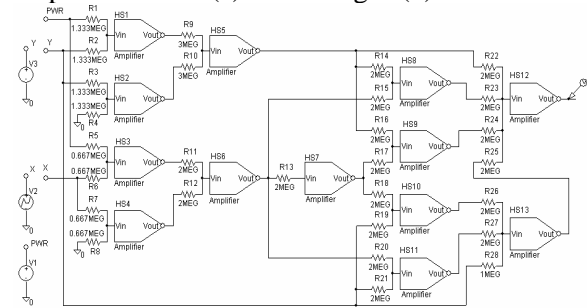 PWR
R1
1.333MEG
R2
1.333MEG
HS1
Vin
Vout
Amplifier
R9
3MEG
R10
3MEG
HS5
Vin
Vout
Amplifier
Y
Y
V3
0
R3
1.333MEG
1.333MEG
R4
0
HS2
Vin
Vout
Amplifier
R5
0.667MEG
0.667MEG
R6
HS3
Vin
Vout
Amplifier
R11
2MEG
R12
2MEG
HS6
Vin
Vout
Amplifier
X
X
V2
0
R7
0.667MEG
0.667MEG
R8
0
HS4
Vin
Vout
Amplifier
PWR
V1
0
R13
2MEG
HS7
Vin
Vout
Amplifier
R14
2MEG
R15
2MEG
HS8
Vin
Vout
Amplifier
R16
2MEG
R17
2MEG
HS9
Vin
Vout
Amplifier
R18
2MEG
R19
2MEG
HS10
Vin
Vout
Amplifier
R20
2MEG
R21
2MEG
HS11
Vin
Vout
Amplifier
R22
2MEG
R23
2MEG
R24
2MEG
R25
2MEG
HS12
Vin
Vout
Amplifier
V
R26
2MEG
R27
2MEG
R28
1MEG
HS13
Vin
Vout
Amplifier